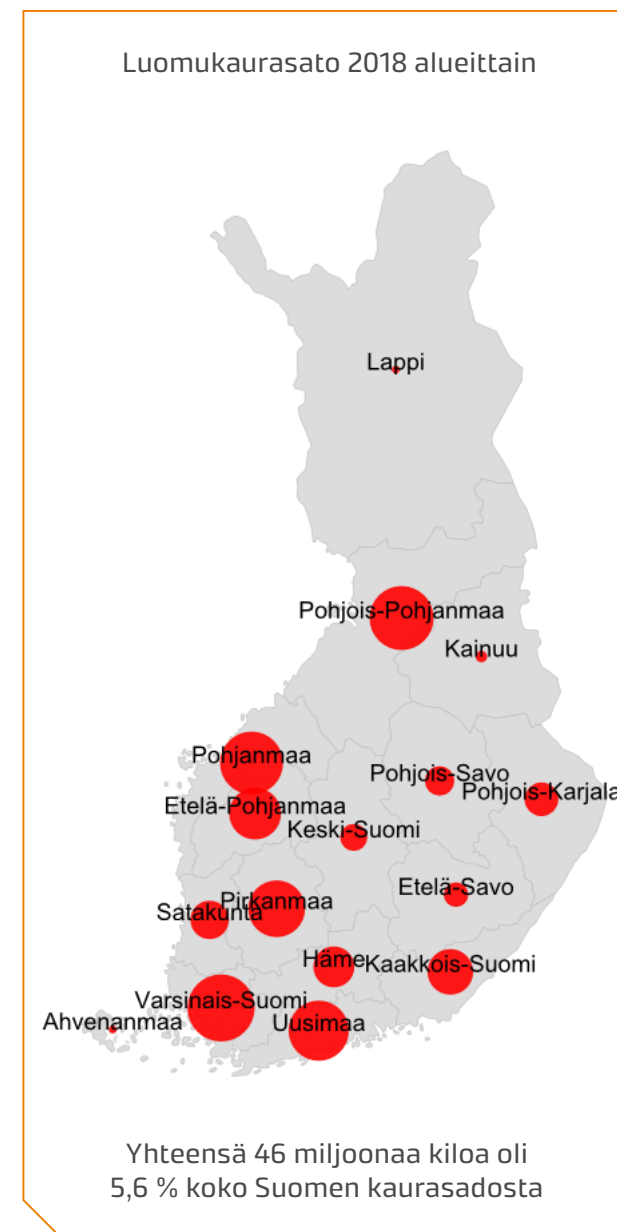 Luomukaurasato 2018 alueittain
Lappi
Pohjois-Pohjanmaa
Kainuu
Pohjanmaa
Pohjois-Savo
Pohjois-Karjala
Etelä-Pohjanmaa
Keski-Suomi
Etelä-Savo
Pirkanmaa
Satakunta
Häme
Kaakkois-Suomi
Varsinais-Suomi
Ahvenanmaa
Uusimaa
Yhteensä 46 miljoonaa kiloa oli
5,6 % koko Suomen kaurasadosta